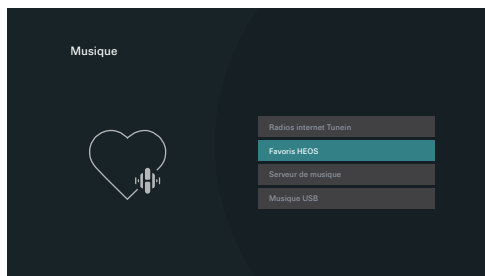 Musique
Radios internet Tunein
Favoris HEOS
Serveur de musique
Musique USB